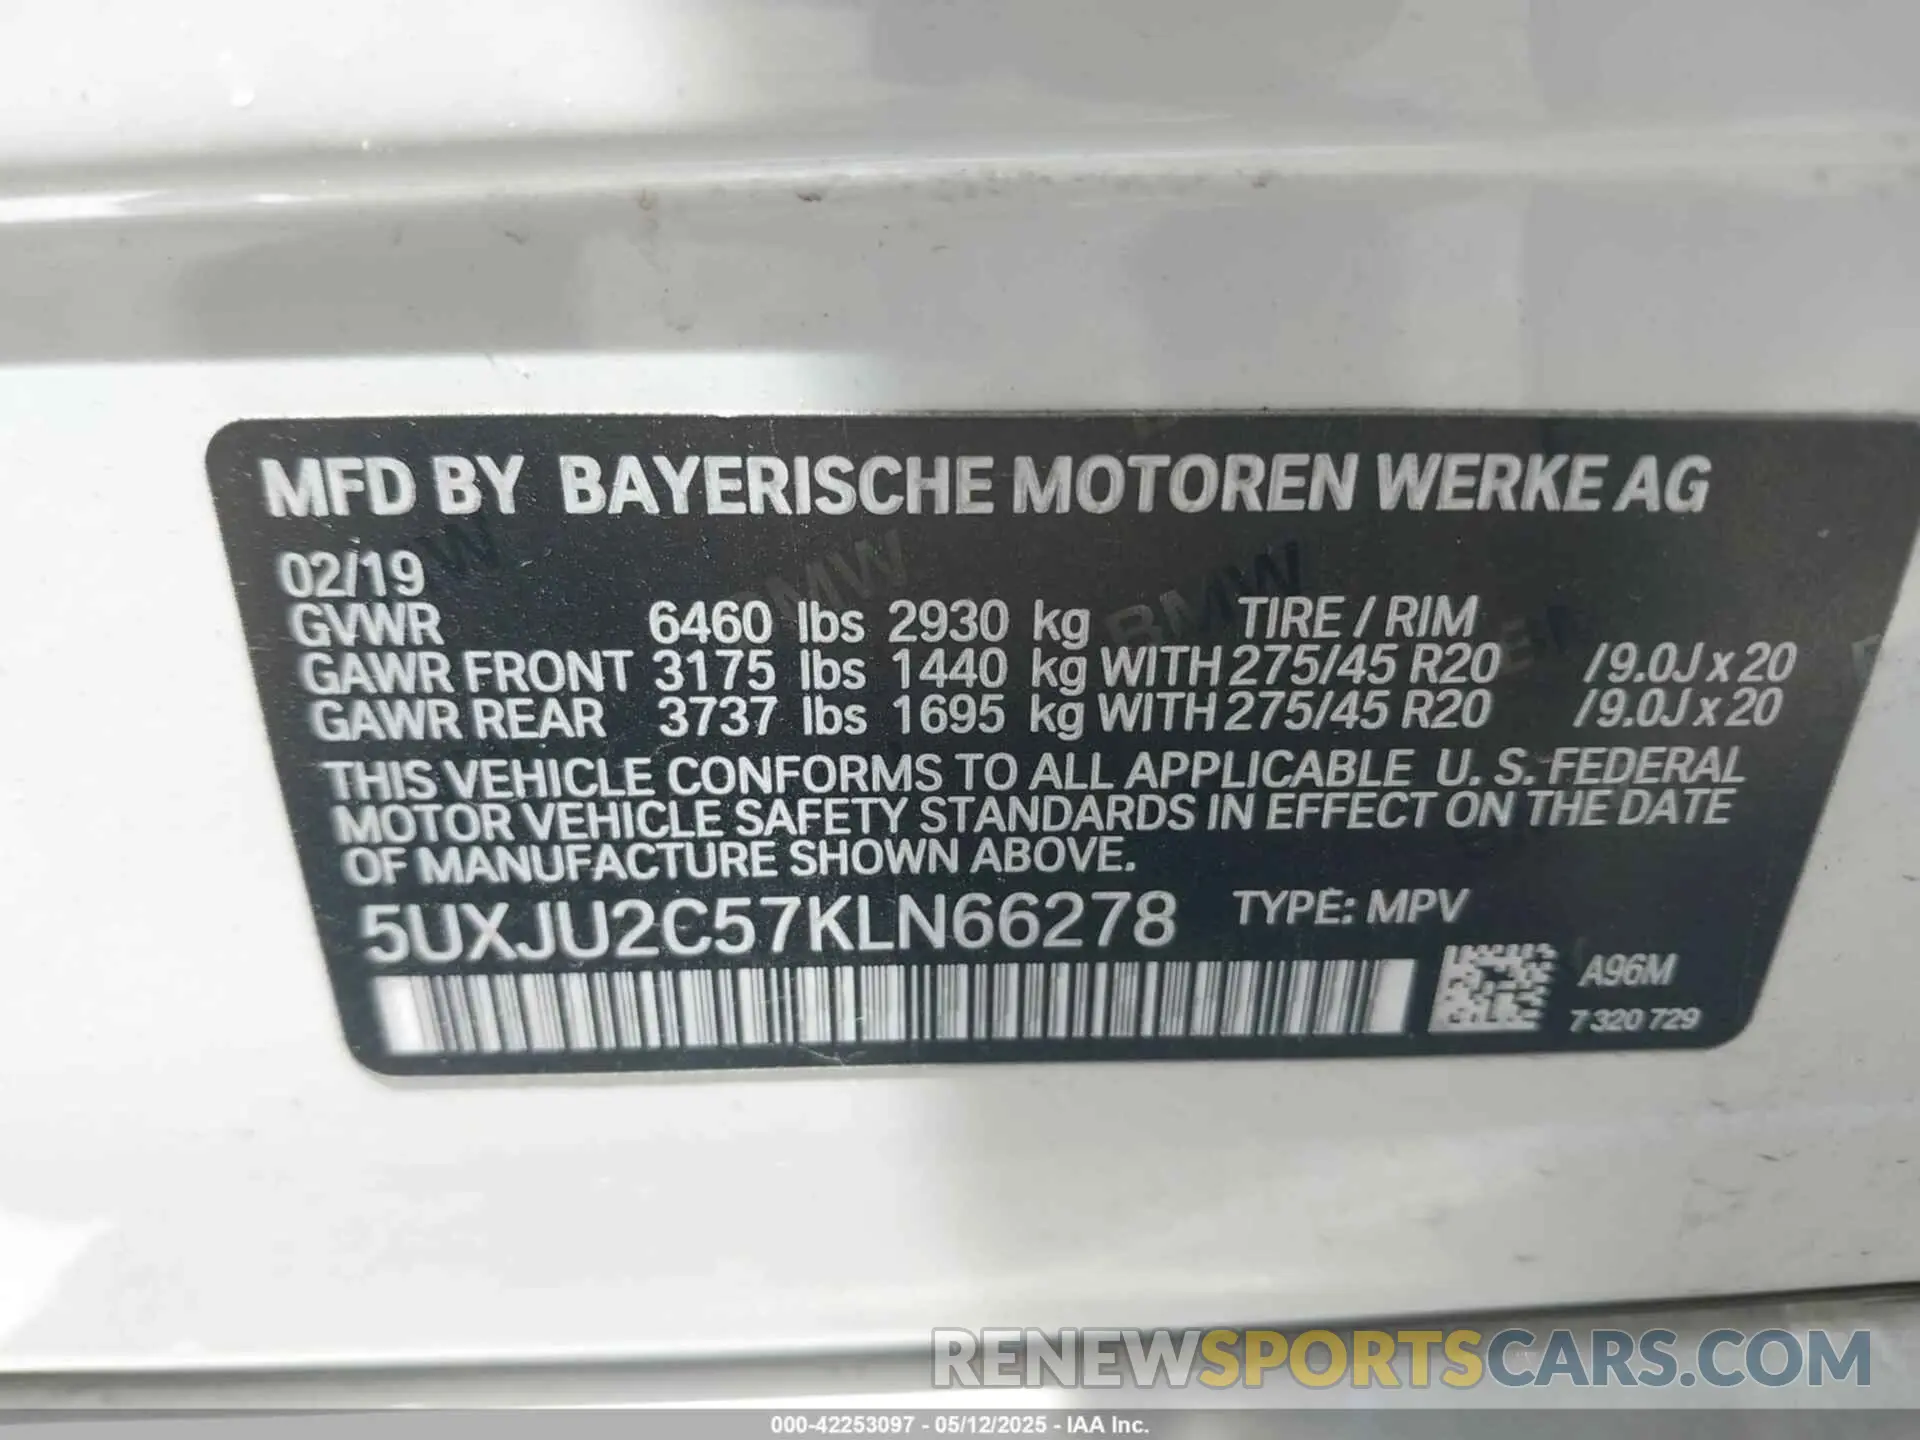 MFD BY BAYERISCHE MOTOREN WERKE AG
02/19
GVWR 6460 lbs 2930 kg TIRE / RIM
GAWR FRONT 3175 lbs 1440 kg WITH 275/45 R20 /9.0J x 20
GAWR REAR 3737 lbs 1695 kg WITH 275/45 R20 /9.0J x 20
THIS VEHICLE CONFORMS TO ALL APPLICABLE U. S. FEDERAL
MOTOR VEHICLE SAFETY STANDARDS IN EFFECT ON THE DATE
OF MANUFACTURE SHOWN ABOVE.
5UXJU2C57KLN66278 TYPE: MPV
A96M
7 320 729
RENEWSPORTSCARS.COM
000-42253097 - 05/12/2025 - IAA Inc.